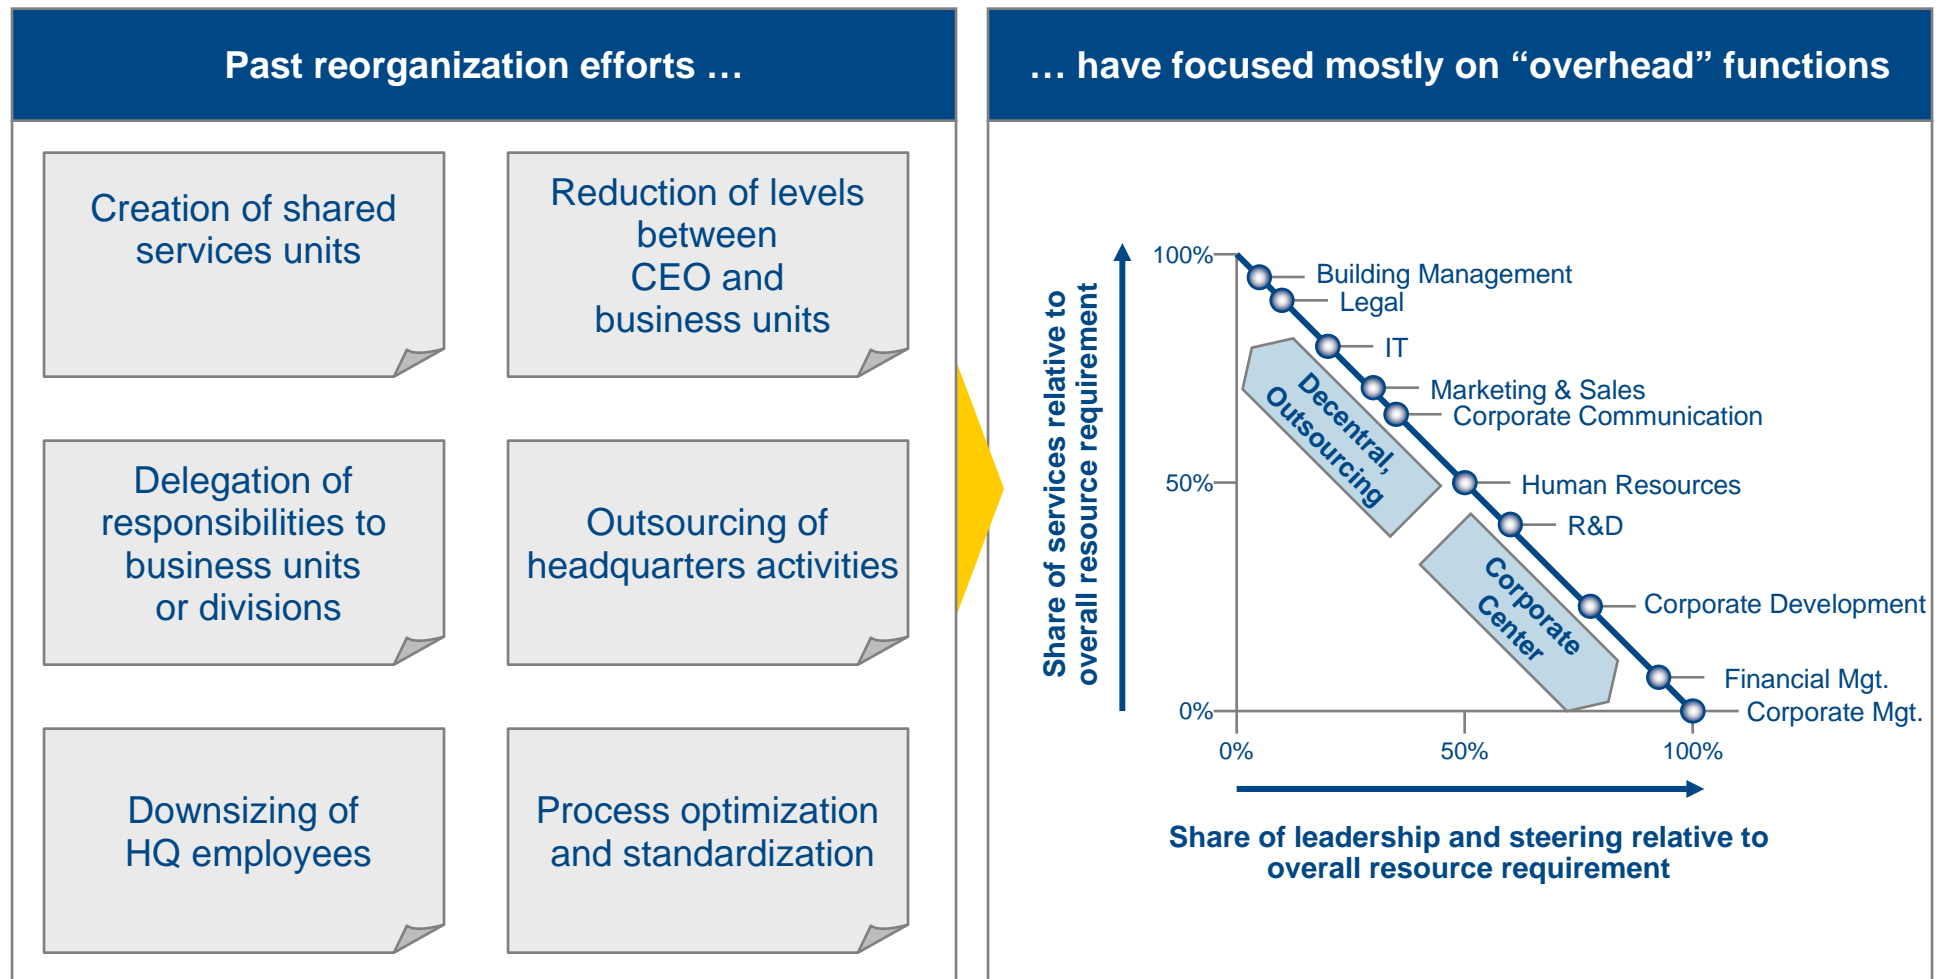 Past reorganization efforts …
Creation of shared
services units
Reduction of levels
between
CEO and
business units
Delegation of
responsibilities to
business units
or divisions
Outsourcing of
headquarters activities
Downsizing of
HQ employees
Process optimization
and standardization
… have focused mostly on “overhead” functions
Share of services relative to
overall resource requirement
100%
50%
0%
Building Management
Legal
IT
Marketing & Sales
Corporate Communication
Human Resources
R&D
Corporate Development
Financial Mgt.
Corporate Mgt.
Decentral,
Outsourcing
Corporate
Center
0%
50%
100%
Share of leadership and steering relative to
overall resource requirement